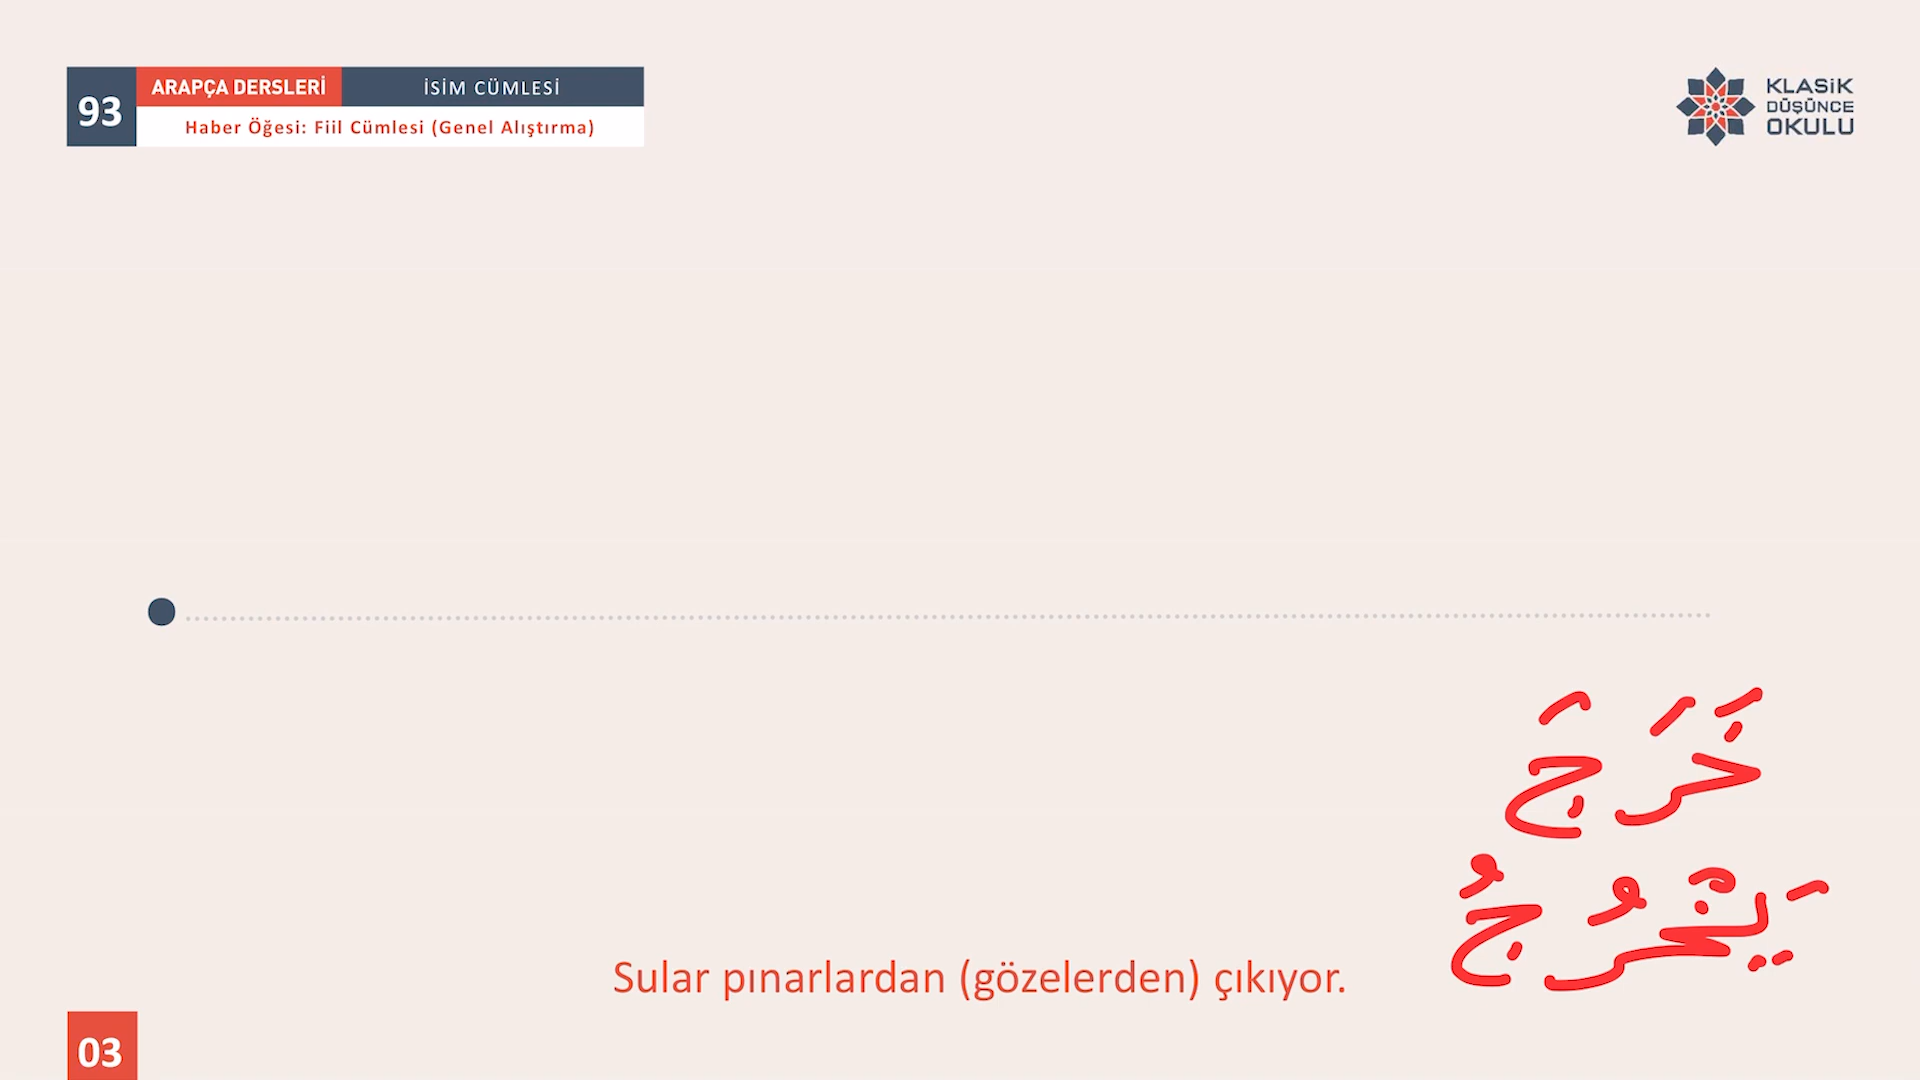 93
ARAPÇA DERSLERİ
İSİM CÜMLESİ
Haber Öğesi: Fiil Cümlesi (Genel Alıştırma)
KLASİK
DÜŞÜNCE
OKULU
خَرَجَ
يَخْرُجُ
Sular pınarlardan (gözelerden) çıkıyor.
03